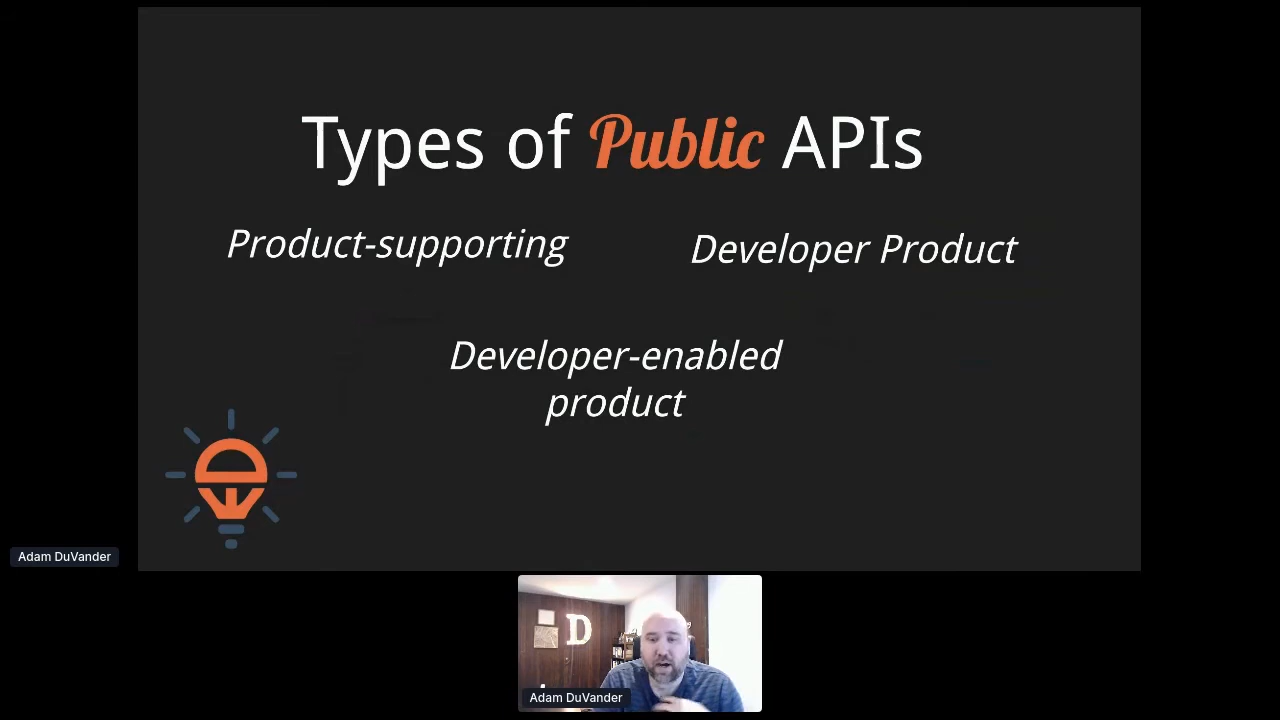 Types of Public APIs
Product-supporting
Developer Product
Developer-enabled
product
Adam DuVander
D
Adam DuVander